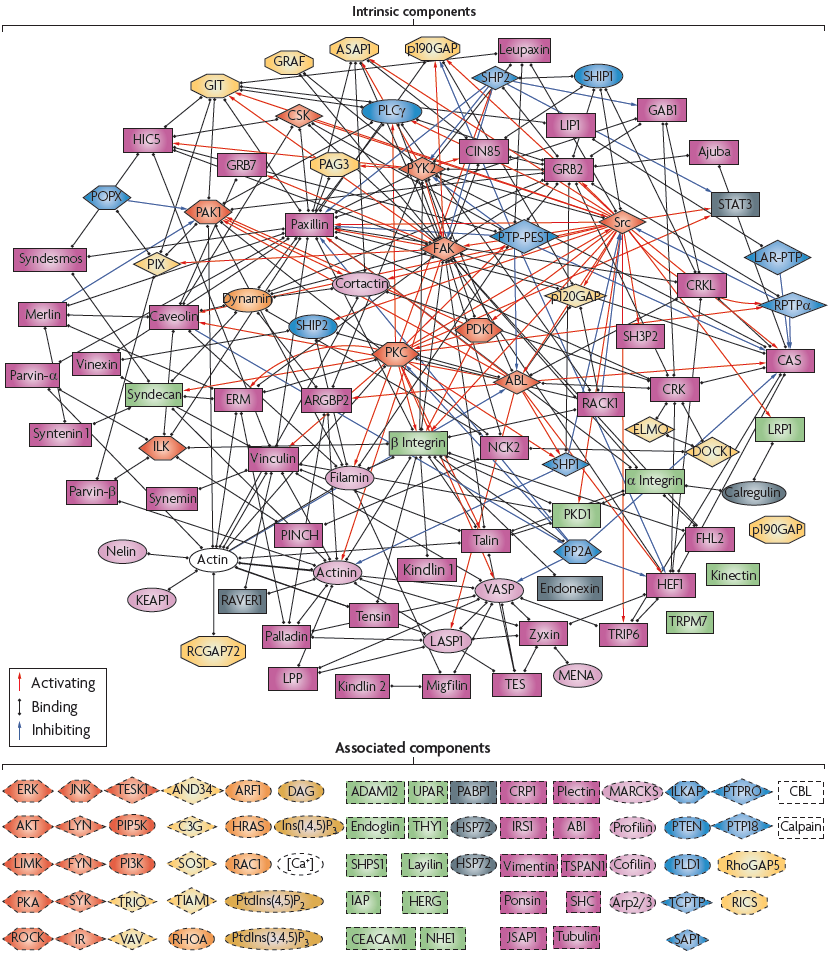 Intrinsic components
ASAP1
p190GAP
Leupaxin
GRAF
SHP2
SHIP1
GIT
PLCγ
GAB1
CSK
LIP1
HIC5
CIN85
Ajuba
GRB7
PAG3
PYK2
GRB2
POPX
PAK1
STAT3
Paxillin
Src
FAK
PTP-PEST
Syndesmos
PIX
LAR-PTP
Cortactin
CRKL
Dynamin
p120GAP
RPTPα
Merlin
Caveolin
SHIP2
PDK1
SH3P2
PKC
CAS
Vinexin
Parvin-α
ABL
Syndecan
ERM
ARGBP2
RACK1
CRK
Syntenin 1
ELMO
LRP1
ILK
β Integrin
NCK2
DOCK1
Vinculin
SHP1
Filamin
α Integrin
Parvin-β
Synemin
Calregulin
PKD1
p190GAP
PINCH
Talin
FHL2
Nelin
Actin
PP2A
Actinin
Kindlin 1
Kinectin
Endonexin
HEF1
VASP
KEAP1
RAVER1
Tensin
TRPM7
Palladin
LASP1
Zyxin
TRIP6
RCGAP72
LPP
Kindlin 2
Migfilin
TES
MENA
Activating
Binding
Inhibiting
Associated components
ERK JNK TESK1 AND34 ARF1 DAG ADAM12 UPAR PABP1 CRP1 Plectin MARCKS ILKAP PTPRO CBL
AKT LYN PIP5K C3G HRAS Ins(1,4,5)P3 Endoglin THY1 HSP72 IRS1 ABI Profilin PTEN PTP18 Calpain
LIMK FYN PI3K SOS1 RAC1 [Ca+] SHPS1 Layilin HSP72 Vimentin TSPAN1 Cofilin PLD1 RhoGAP5
PKA SYK TRIO TIAM1 PtdIns(4,5)P2 IAP HERG Ponsin SHC Arp2/3 TCPTP RICS
ROCK IR VAV RHOA PtdIns(3,4,5)P3 CEACAM1 NHE1 JSAP1 Tubulin SAP1